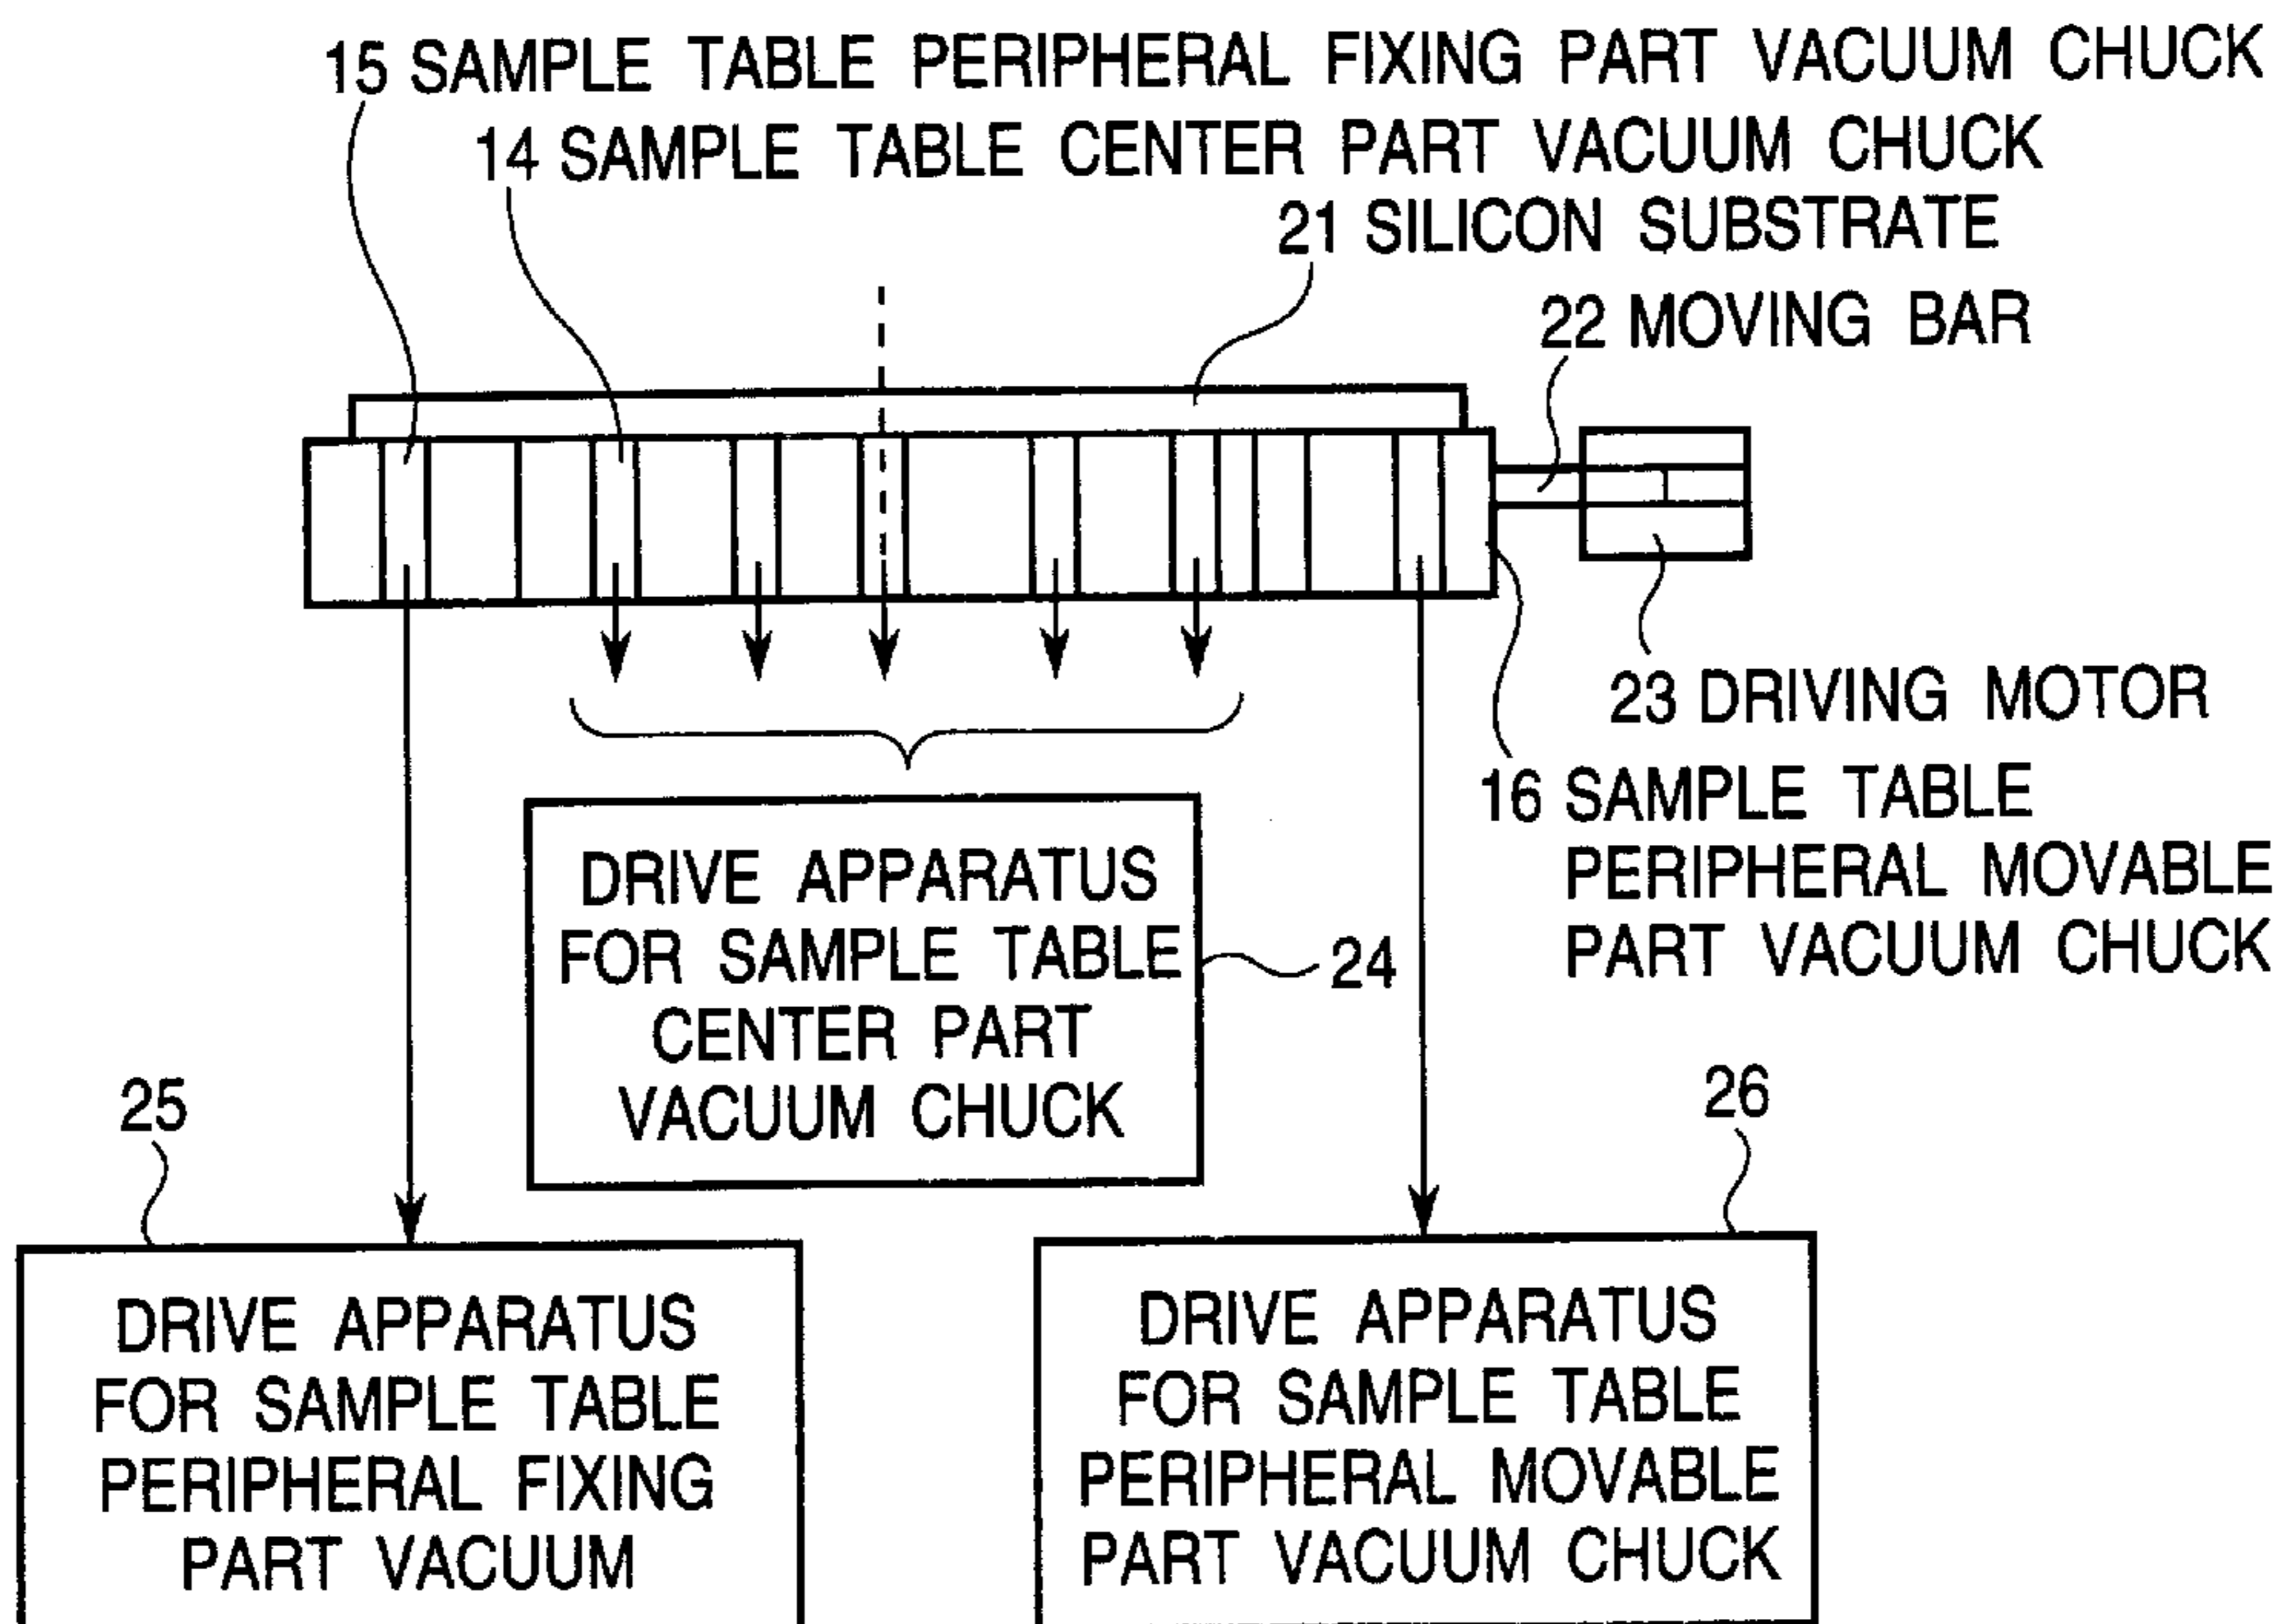 15 SAMPLE TABLE PERIPHERAL FIXING PART VACUUM CHUCK
14 SAMPLE TABLE CENTER PART VACUUM CHUCK
21 SILICON SUBSTRATE
22 MOVING BAR
23 DRIVING MOTOR
16 SAMPLE TABLE
PERIPHERAL MOVABLE
PART VACUUM CHUCK
DRIVE APPARATUS
FOR SAMPLE TABLE
CENTER PART
VACUUM CHUCK
24
25
DRIVE APPARATUS
FOR SAMPLE TABLE
PERIPHERAL FIXING
PART VACUUM
26
DRIVE APPARATUS
FOR SAMPLE TABLE
PERIPHERAL MOVABLE
PART VACUUM CHUCK